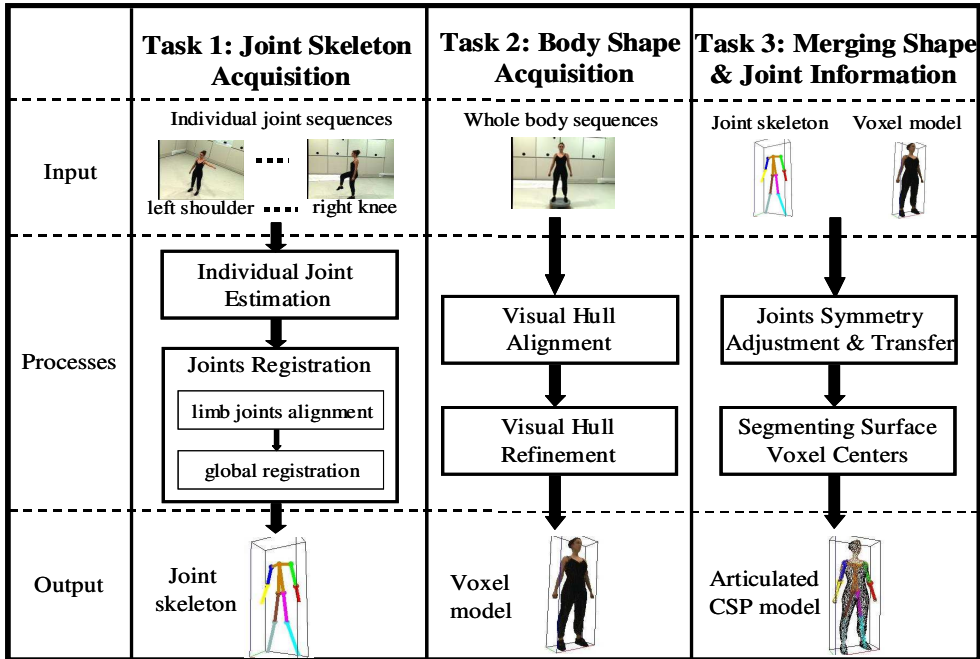 Task 1: Joint Skeleton
Acquisition
Task 2: Body Shape
Acquisition
Task 3: Merging Shape
& Joint Information
Input
Individual joint sequences
left shoulder
right knee
Whole body sequences
Joint skeleton
Voxel model
Processes
Individual Joint
Estimation
Joints Registration
limb joints alignment
global registration
Visual Hull
Alignment
Visual Hull
Refinement
Joints Symmetry
Adjustment & Transfer
Segmenting Surface
Voxel Centers
Output
Joint
skeleton
Voxel
model
Articulated
CSP model